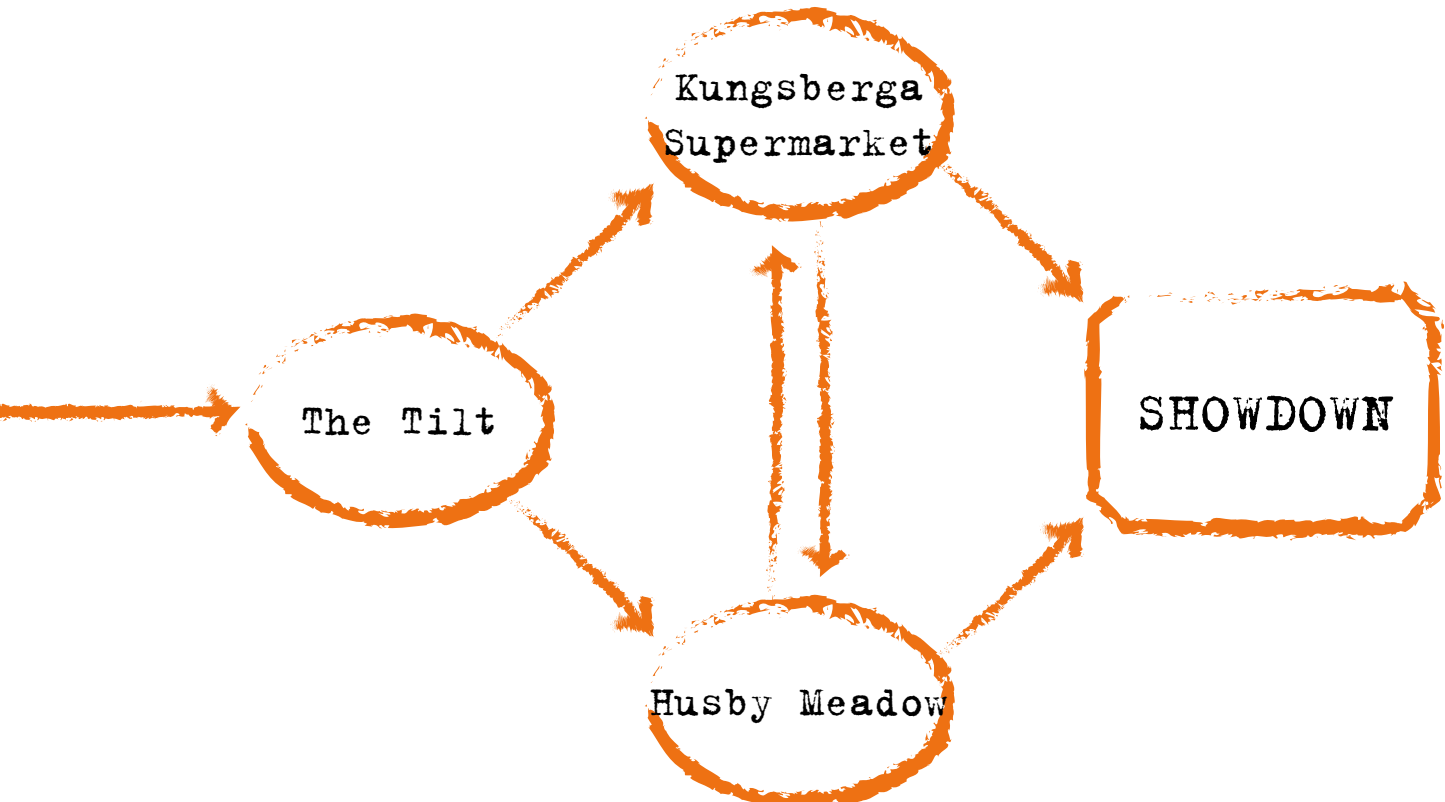 Kungsberga
Supermarket
The Tilt
SHOWDOWN
Husby Meadow